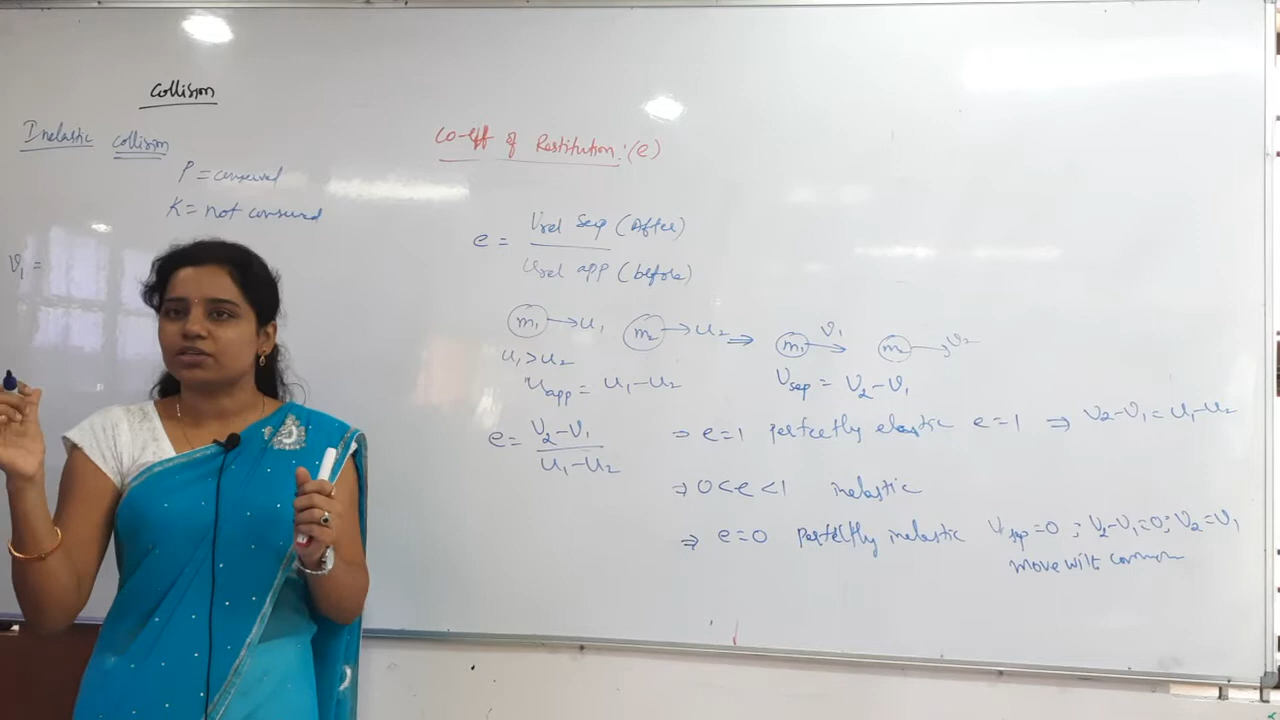 Collision
Inelastic collision
P = conserved
K = not conserved
v₁ =
Co-eff of Restitution:(e)
e = Vrel sep (After) / Urel app (before)
m₁ → u₁ m₂ → u₂ ⇒ m₁ → v₁ m₂ → v₂
u₁ > u₂
uapp = u₁ - u₂ Vsep = V₂ - V₁
e = V₂ - V₁ / u₁ - u₂
⇒ e=1 perfectly elastic e=1 ⇒ V₂-V₁ = u₁-u₂
⇒ 0<e<1 inelastic
⇒ e=0 perfectly inelastic Vsep=0 ; V₂-V₁=0; V₂=V₁
move with common